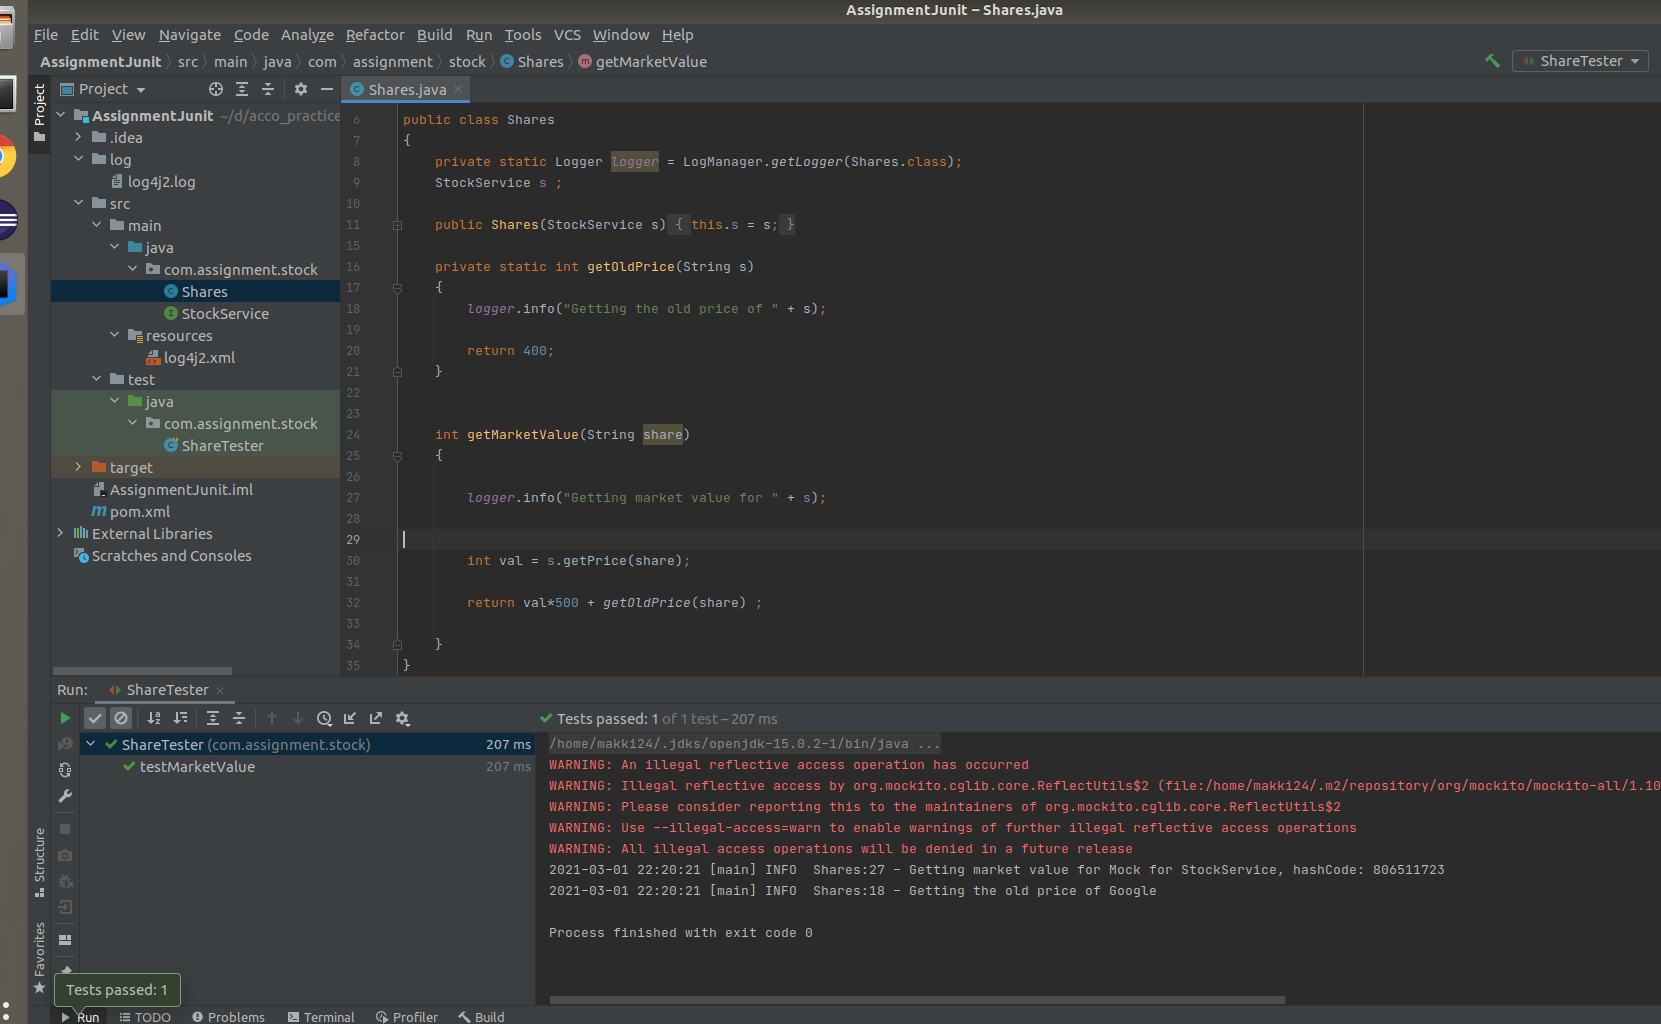 AssignmentJunit – Shares.java
File Edit View Navigate Code Analyze Refactor Build Run Tools VCS Window Help
AssignmentJunit src main java com assignment stock Shares getMarketValue
ShareTester
Project
Project
Shares.java
AssignmentJunit ~/d/acco_practice
.idea
log
log4j2.log
src
main
java
com.assignment.stock
Shares
StockService
resources
log4j2.xml
test
java
com.assignment.stock
ShareTester
target
AssignmentJunit.iml
pom.xml
External Libraries
Scratches and Consoles
6 public class Shares
7 {
8 private static Logger logger = LogManager.getLogger(Shares.class);
9 StockService s ;
10
11 public Shares(StockService s) { this.s = s; }
15
16 private static int getOldPrice(String s)
17 {
18 logger.info("Getting the old price of " + s);
19
20 return 400;
21 }
22
23
24 int getMarketValue(String share)
25 {
26
27 logger.info("Getting market value for " + s);
28
29
30 int val = s.getPrice(share);
31
32 return val*500 + getOldPrice(share) ;
33
34 }
35 }
Run: ShareTester
Tests passed: 1 of 1 test – 207 ms
ShareTester (com.assignment.stock) 207 ms
testMarketValue 207 ms
/home/makki24/.jdks/openjdk-15.0.2-1/bin/java ...
WARNING: An illegal reflective access operation has occurred
WARNING: Illegal reflective access by org.mockito.cglib.core.ReflectUtils$2 (file:/home/makki24/.m2/repository/org/mockito/mockito-all/1.10
WARNING: Please consider reporting this to the maintainers of org.mockito.cglib.core.ReflectUtils$2
WARNING: Use --illegal-access=warn to enable warnings of further illegal reflective access operations
WARNING: All illegal access operations will be denied in a future release
2021-03-01 22:20:21 [main] INFO  Shares:27 - Getting market value for Mock for StockService, hashCode: 806511723
2021-03-01 22:20:21 [main] INFO  Shares:18 - Getting the old price of Google
Process finished with exit code 0
Structure
Favorites
Tests passed: 1
Run TODO Problems Terminal Profiler Build